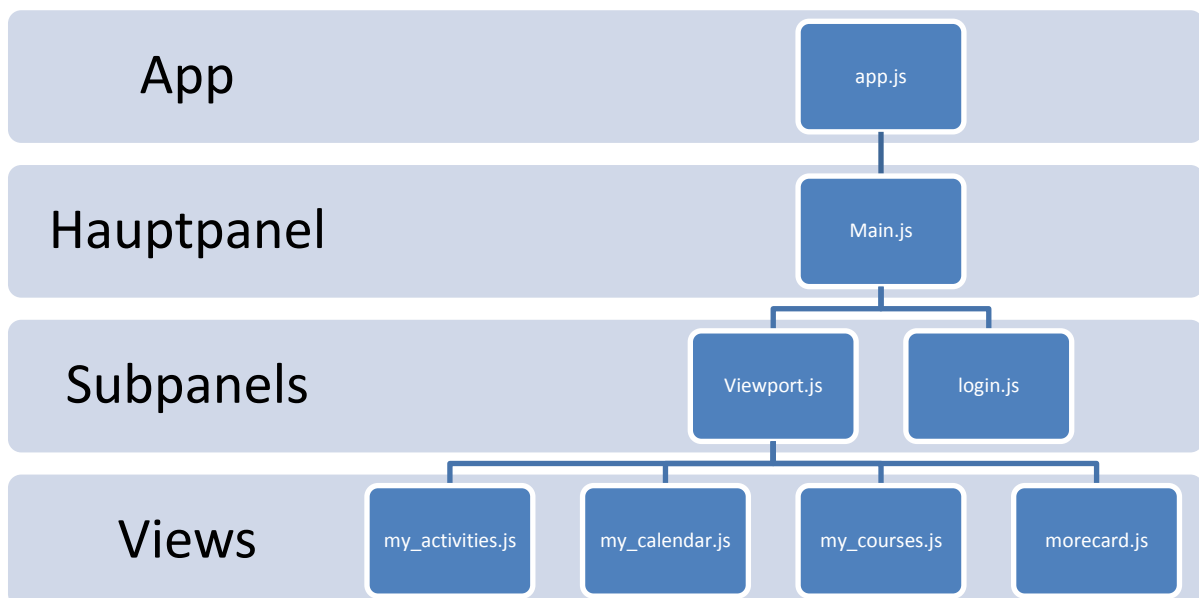 App
app.js
Hauptpanel
Main.js
Subpanels
Viewport.js
login.js
Views
my_activities.js
my_calendar.js
my_courses.js
morecard.js